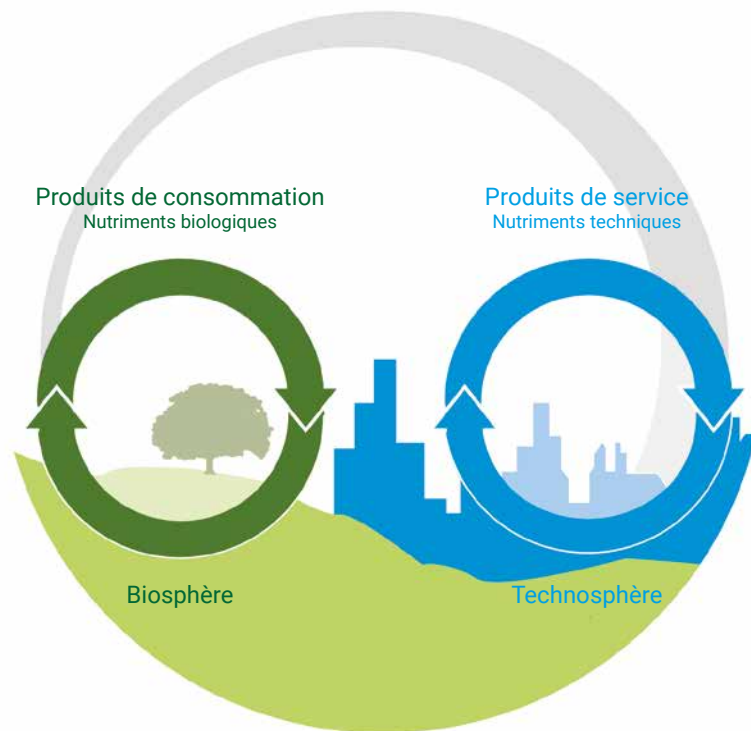 Produits de consommation
Nutriments biologiques
Produits de service
Nutriments techniques
Biosphère
Technosphère